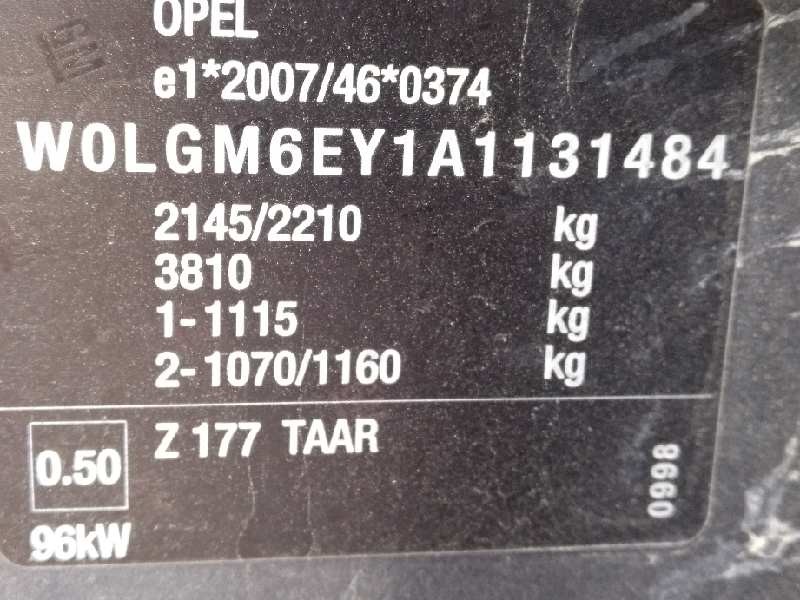 GM
OPEL
e1*2007/46*0374
W0LGM6EY1A1131484
2145/2210 kg
3810 kg
1-1115 kg
2-1070/1160 kg
0.50 Z 177 TAAR
96kW
0998